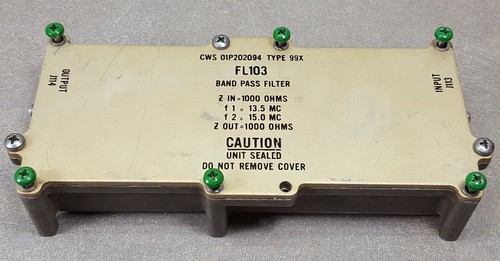 CWS 01P202094 TYPE 99X
FL103
BAND PASS FILTER
Z IN=1000 OHMS
f 1 = 13.5 MC
f 2 = 15.0 MC
Z OUT=1000 OHMS
CAUTION
UNIT SEALED
DO NOT REMOVE COVER
OUTPUT
J114
INPUT
J113